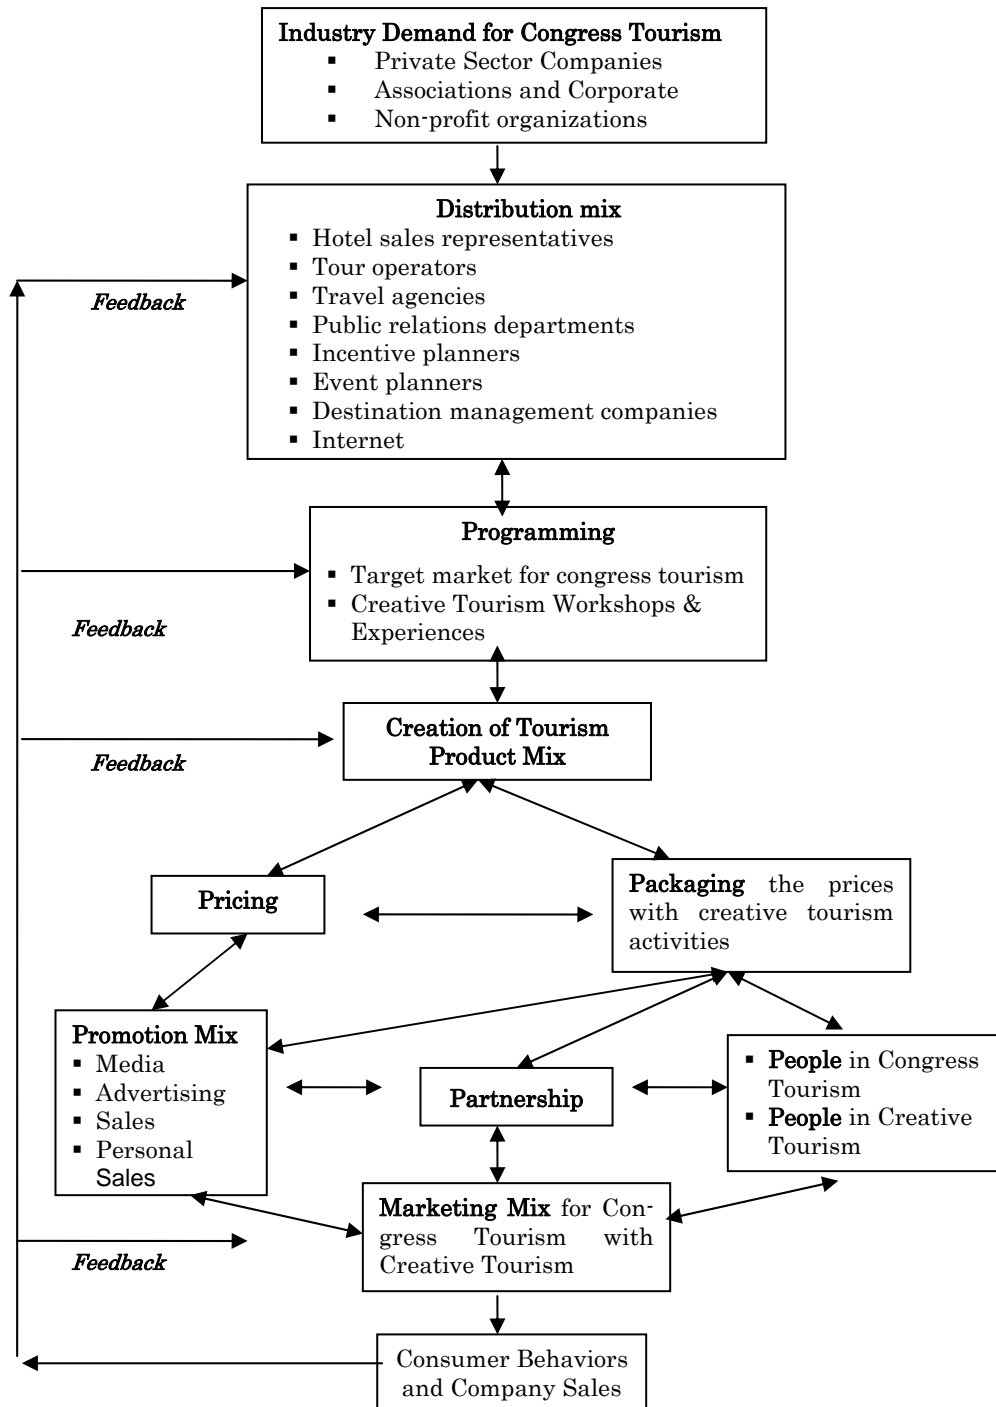 Industry Demand for Congress Tourism
▪ Private Sector Companies
▪ Associations and Corporate
▪ Non-profit organizations
Distribution mix
▪ Hotel sales representatives
▪ Tour operators
▪ Travel agencies
▪ Public relations departments
▪ Incentive planners
▪ Event planners
▪ Destination management companies
▪ Internet
Feedback
Programming
▪ Target market for congress tourism
▪ Creative Tourism Workshops &
Experiences
Feedback
Creation of Tourism
Product Mix
Feedback
Pricing
Packaging the prices
with creative tourism
activities
Promotion Mix
▪ Media
▪ Advertising
▪ Sales
▪ Personal
Sales
Partnership
▪ People in Congress
Tourism
▪ People in Creative
Tourism
Marketing Mix for Con-
gress Tourism with
Creative Tourism
Feedback
Consumer Behaviors
and Company Sales